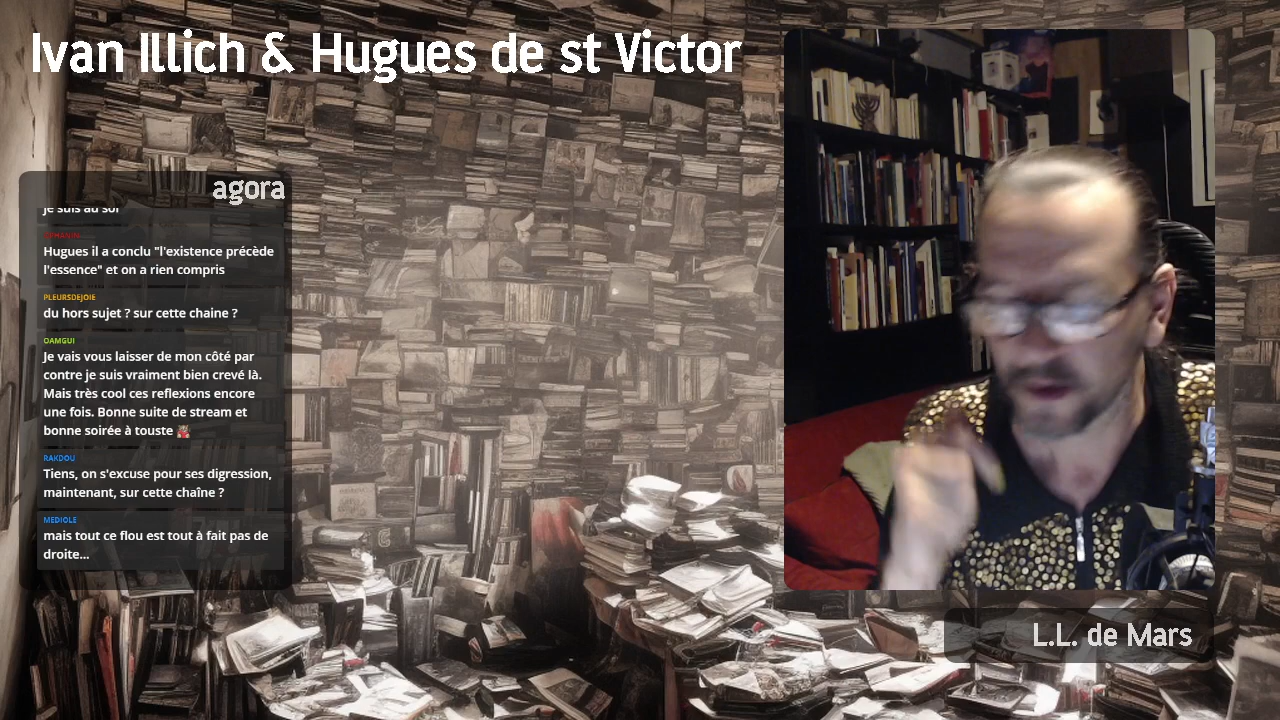 Ivan Illich & Hugues de st Victor
agora
je suis au sol
Hugues il a conclu "l'existence précède
l'essence" et on a rien compris
PLEURSDEJOIE
du hors sujet ? sur cette chaine ?
OAMGUI
Je vais vous laisser de mon côté par
contre je suis vraiment bien crevé là.
Mais très cool ces reflexions encore
une fois. Bonne suite de stream et
bonne soirée à touste
RAKDOU
Tiens, on s'excuse pour ses digression,
maintenant, sur cette chaîne ?
MEDIOLE
mais tout ce flou est tout à fait pas de
droite...
L.L. de Mars